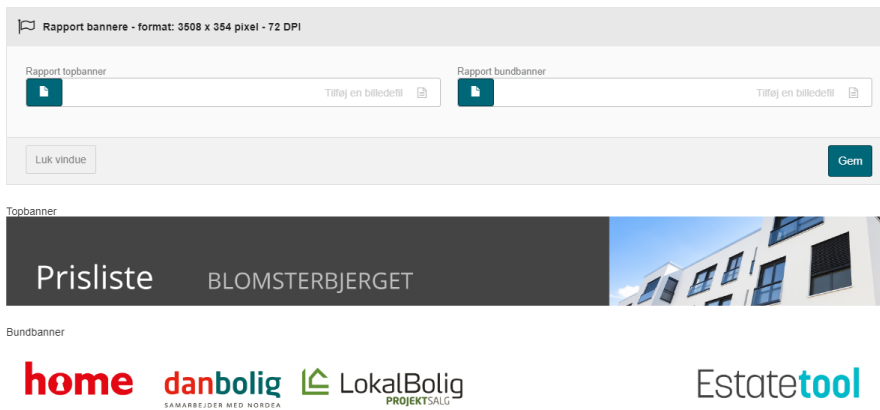 Rapport bannere - format: 3508 x 354 pixel - 72 DPI
Rapport topbanner
Rapport bundbanner
Tilføj en billedefil
Tilføj en billedefil
Luk vindue
Gem
Topbanner
Prisliste BLOMSTERBJERGET
Bundbanner
home
danbolig
SAMARBEJDER MED NORDEA
LokalBolig
PROJEKTSALG
Estatetool